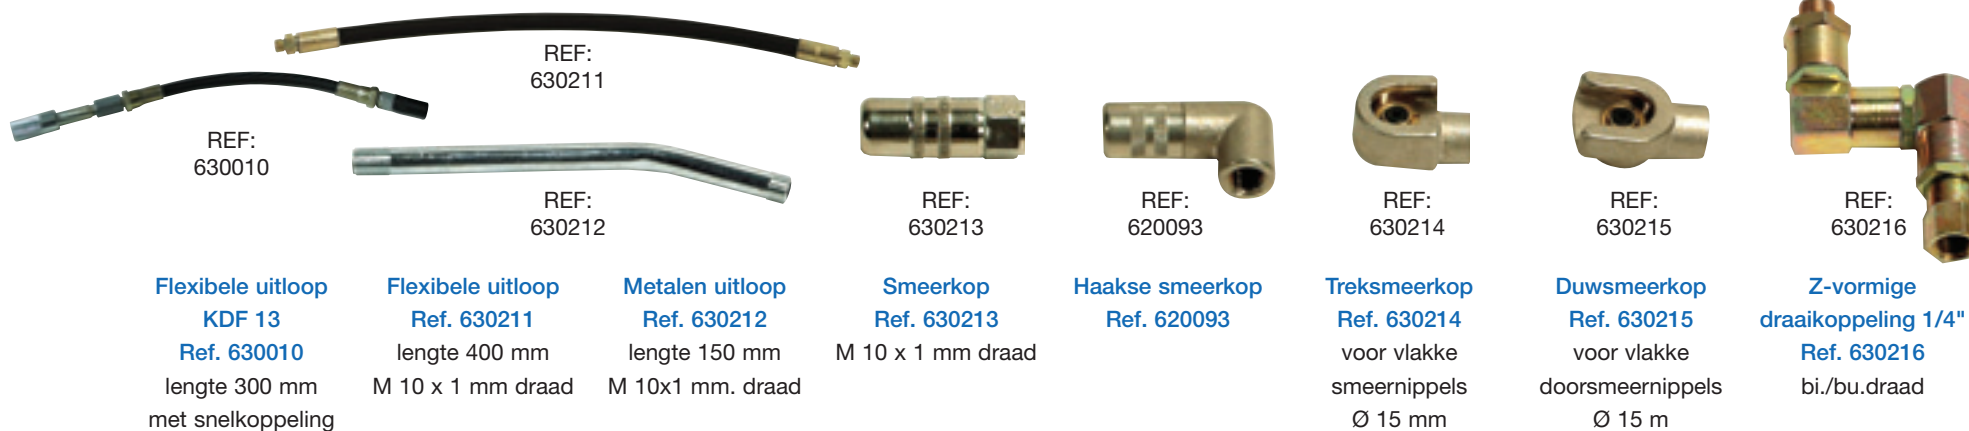 REF:
630211
REF:
630010
REF:
630212
REF:
630213
REF:
620093
REF:
630214
REF:
630215
REF:
630216
Flexibele uitloop
KDF 13
Ref. 630010
lengte 300 mm
met snelkoppeling
Flexibele uitloop
Ref. 630211
lengte 400 mm
M 10 x 1 mm draad
Metalen uitloop
Ref. 630212
lengte 150 mm
M 10x1 mm. draad
Smeerkop
Ref. 630213
M 10 x 1 mm draad
Haakse smeerkop
Ref. 620093
Treksmeerkop
Ref. 630214
voor vlakke
smeernippels
Ø 15 mm
Duwsmeerkop
Ref. 630215
voor vlakke
doorsmeernippels
Ø 15 m
Z-vormige
draaikoppeling 1/4"
Ref. 630216
bi./bu.draad